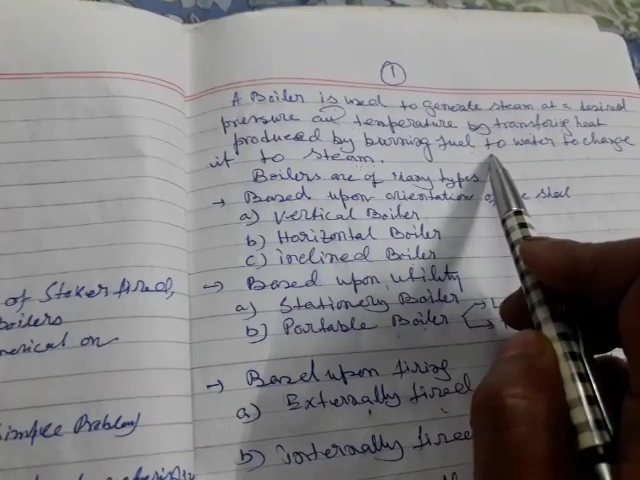 1
A Boiler is used to generate steam at a desired
pressure and temperature by transfering heat
produced by burning fuel to water to change
it to steam.
Boilers are of Many types
→ Based upon orientation of shell
a) Vertical Boiler
b) Horizontal Boiler
c) inclined Boiler
→ Based upon utility
a) Stationery Boiler
b) Portable Boiler
→ Based upon firing
a) Externally fired
b) internally fired
of Stoker fired,
Boilers
on
Simple Problems